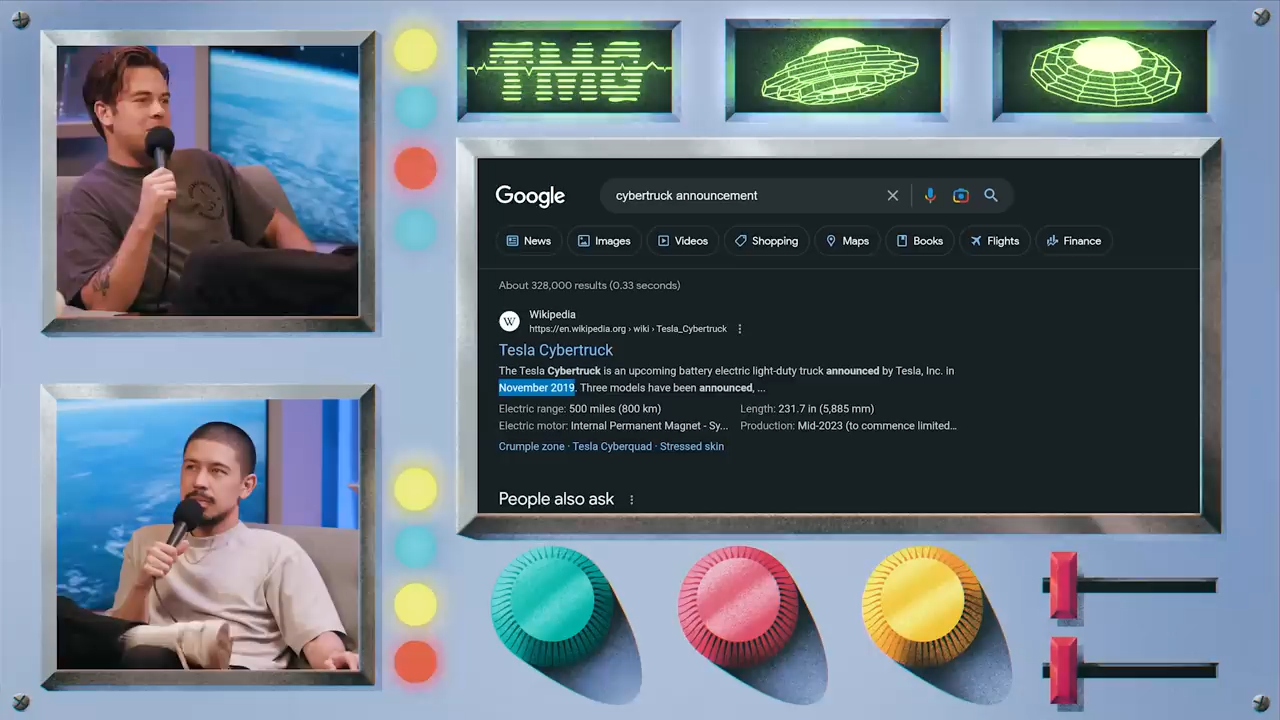 TMG
Google
cybertruck announcement
News
Images
Videos
Shopping
Maps
Books
Flights
Finance
About 328,000 results (0.33 seconds)
W
Wikipedia
https://en.wikipedia.org › wiki › Tesla_Cybertruck
Tesla Cybertruck
The Tesla Cybertruck is an upcoming battery electric light-duty truck announced by Tesla, Inc. in
November 2019. Three models have been announced, ...
Electric range: 500 miles (800 km)
Length: 231.7 in (5,885 mm)
Electric motor: Internal Permanent Magnet - Sy...
Production: Mid-2023 (to commence limited...
Crumple zone · Tesla Cyberquad · Stressed skin
People also ask